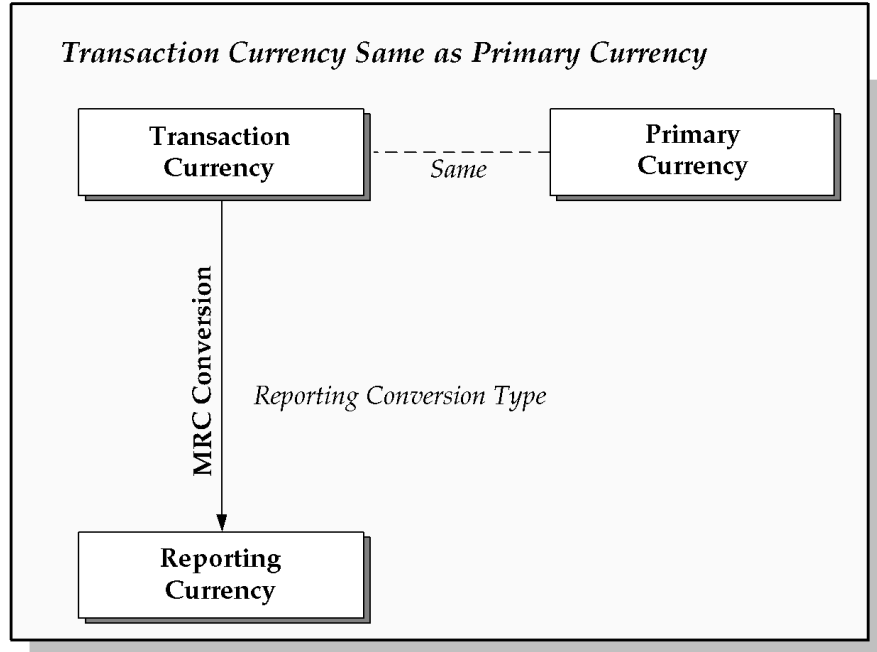 Transaction Currency Same as Primary Currency
Transaction
Currency
Same
Primary
Currency
MRC Conversion
Reporting Conversion Type
Reporting
Currency